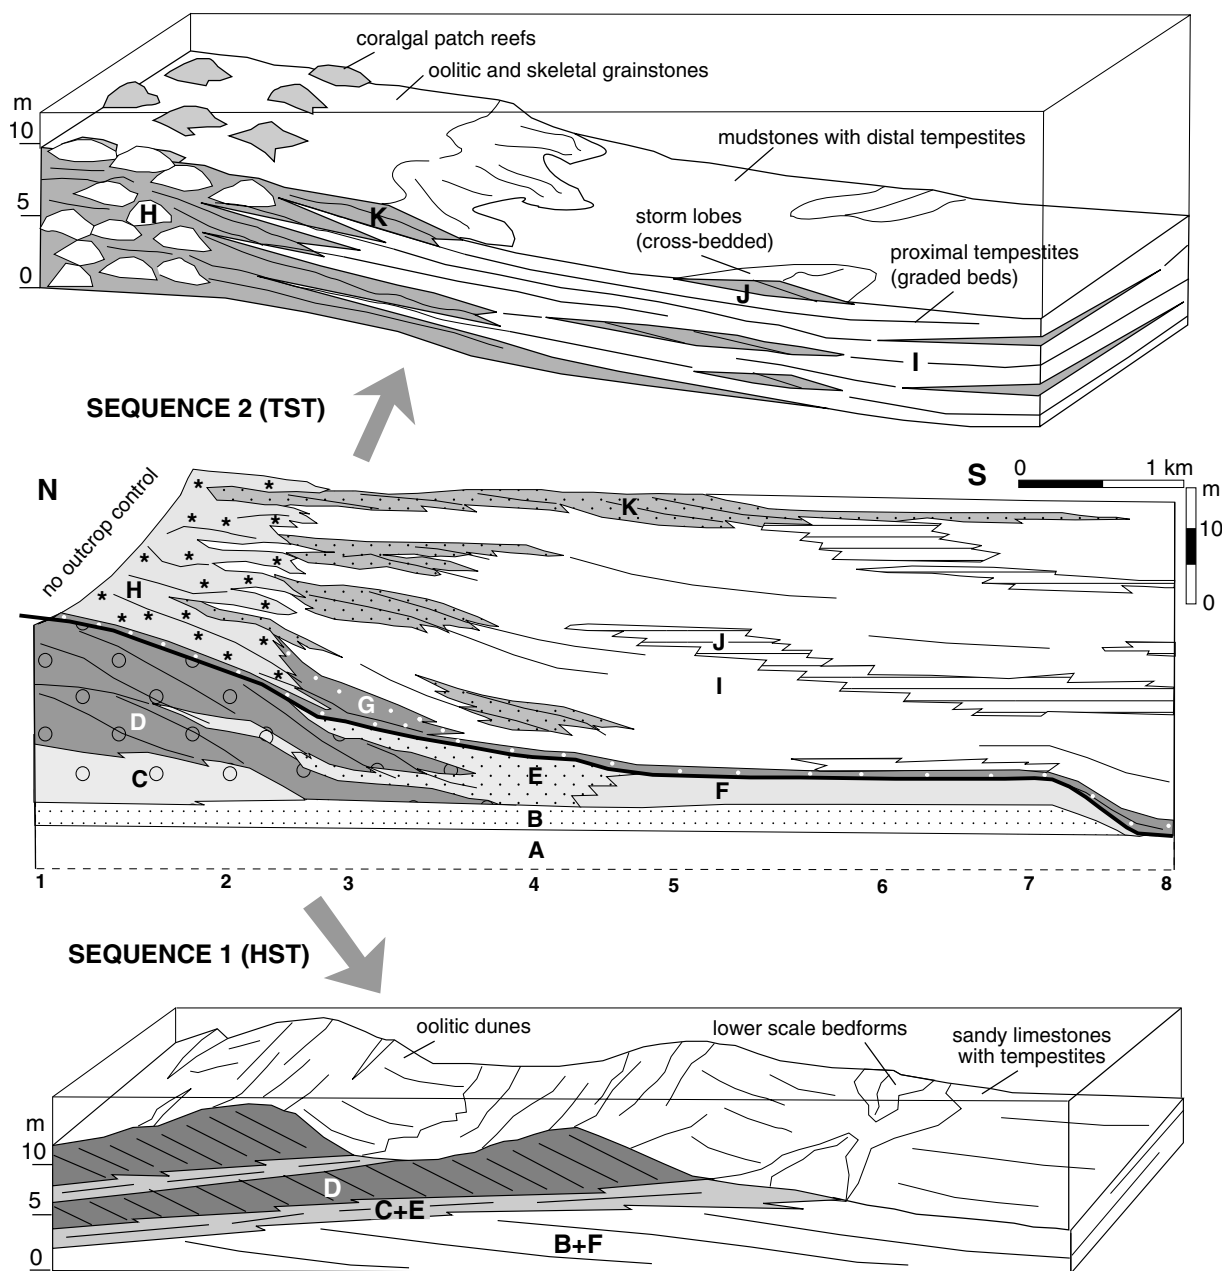 coralgal patch reefs
oolitic and skeletal grainstones
m
10
mudstones with distal tempestites
5
H
K
storm lobes
(cross-bedded)
proximal tempestites
(graded beds)
0
J
I
SEQUENCE 2 (TST)
N
no outcrop control
S
0 1 km
m
K
10
H
0
J
G
I
D
C
E
F
B
A
1 2 3 4 5 6 7 8
SEQUENCE 1 (HST)
oolitic dunes
lower scale bedforms
sandy limestones
with tempestites
m
10
D
5
C+E
B+F
0